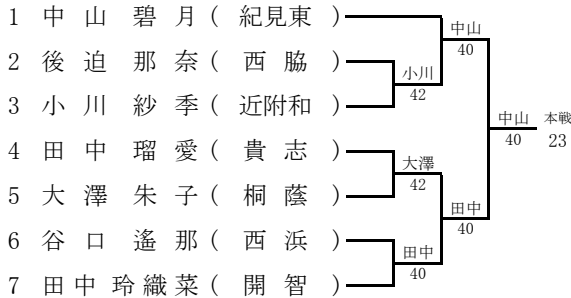 1 中山 碧月 ( 紀見東 )
中山
40
2 後迫 那奈 ( 西脇 )
小川
42
3 小川 紗季 ( 近附和 )
中山 本戦
40 23
4 田中 瑠愛 ( 貴志 )
大澤
42
5 大澤 朱子 ( 桐蔭 )
田中
40
6 谷口 遙那 ( 西浜 )
田中
40
7 田中 玲織菜 ( 開智 )